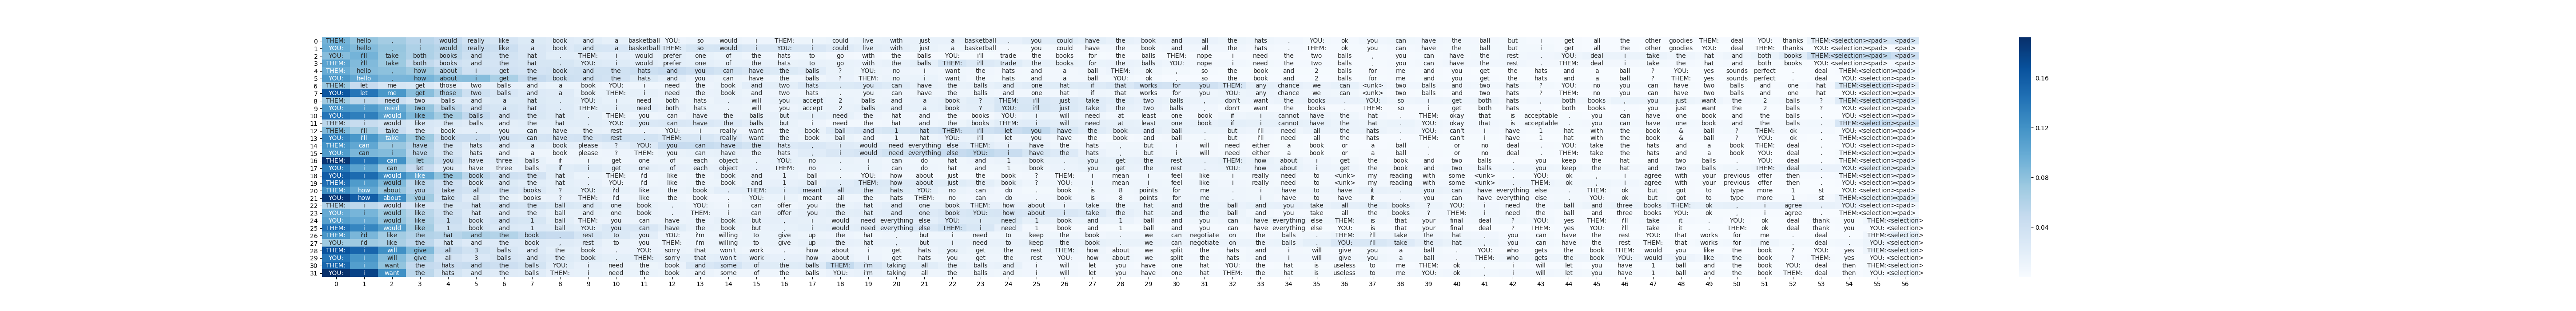 0 THEM: hello , i would really like a book and a basketball YOU: so would i THEM: i could live with just a basketball . you could have the book and all the hats . YOU: ok you can have the ball but i get all the other goodies THEM: deal YOU: thanks . THEM: <selection> <pad> <pad>
1 YOU: hello , i would really like a book and a basketball THEM: so would i YOU: i could live with just a basketball . you could have the book and all the hats . THEM: ok you can have the ball but i get all the other goodies YOU: deal THEM: thanks . YOU: <selection> <pad> <pad>
2 THEM: i'll take both books and the hat . YOU: i would prefer one of the hats to go with the balls YOU: i'll trade the books for the balls THEM: nope i need the two balls , you can have the rest . YOU: deal i take the hat and both books THEM: <selection> <pad> <pad>
3 THEM: i'll take both books and the hat . YOU: i would prefer one of the hats to go with the balls THEM: i'll trade the books for the balls YOU: nope i need the two balls , you can have the rest . THEM: deal i take the hat and both books YOU: <selection> <pad> <pad>
4 THEM: hello , how about i get the book and the hats and you can have the balls ? YOU: no i want the hats and a ball THEM: ok , so the book and 2 balls for me and you get the hats and a ball ? YOU: yes sounds perfect . deal THEM: <selection> <pad>
5 YOU: hello , how about i get the book and the hats and you can have the balls ? THEM: no i want the hats and a ball YOU: ok , so the book and 2 balls for me and you get the hats and a ball ? THEM: yes sounds perfect . deal YOU: <selection> <pad>
6 THEM: let me get those two balls and a book YOU: i need the book and two hats . you can have the balls and one hat if that works for you THEM: any chance we can <unk> two balls and two hats ? YOU: no you can have two balls and one hat THEM: <selection> <pad>
7 YOU: let me get those two balls and a book THEM: i need the book and two hats . you can have the balls and one hat if that works for you YOU: any chance we can <unk> two balls and two hats ? THEM: no you can have two balls and one hat YOU: <selection> <pad>
8 THEM: i need two balls and a hat . YOU: i need both hats . will you accept 2 balls and a book ? THEM: i'll just take the two balls , don't want the books . YOU: so i get both hats , both books , you just want the 2 balls ? THEM: <selection> <pad>
9 YOU: i need two balls and a hat . THEM: i need both hats . will you accept 2 balls and a book ? YOU: i'll just take the two balls , don't want the books . THEM: so i get both hats , both books , you just want the 2 balls ? YOU: <selection> <pad>
10 YOU: i would like the balls and the hat . THEM: you can have the balls but i need the hat and the books YOU: i will need at least one book if i cannot have the hat . THEM: okay that is acceptable . you can have one book and the balls . YOU: <selection> <pad>
11 THEM: i would like the balls and the hat . YOU: you can have the balls but i need the hat and the books THEM: i will need at least one book if i cannot have the hat . YOU: okay that is acceptable . you can have one book and the balls . THEM: <selection> <pad>
12 THEM: i'll take the book . you can have the rest . YOU: i really want the book ball and 1 hat THEM: i'll let you have the book and ball , but i'll need all the hats . YOU: can't i have 1 hat with the book & ball ? THEM: ok . YOU: <selection> <pad>
13 YOU: i'll take the book . you can have the rest . THEM: i really want the book ball and 1 hat YOU: i'll let you have the book and ball , but i'll need all the hats . THEM: can't i have 1 hat with the book & ball ? YOU: ok . THEM: <selection> <pad>
14 THEM: can i have the hats and a book please ? YOU: you can have the hats , i would need everything else THEM: i have the hats , but i will need either a book or a ball . or no deal . YOU: take the hats and a book THEM: deal . YOU: <selection> <pad>
15 YOU: can i have the hats and a book please ? THEM: you can have the hats , i would need everything else YOU: i have the hats , but i will need either a book or a ball . or no deal . THEM: take the hats and a book YOU: deal . THEM: <selection> <pad>
16 THEM: i can let you have three balls if i get one of each object . YOU: no . i can do hat and 1 book . you get the rest . THEM: how about i get the book and two balls . you keep the hat and two balls . YOU: deal . THEM: <selection> <pad>
17 YOU: i can let you have three balls if i get one of each object . THEM: no . i can do hat and 1 book . you get the rest . YOU: how about i get the book and two balls . you keep the hat and two balls . THEM: deal . YOU: <selection> <pad>
18 YOU: i would like the book and the hat . THEM: i'd like the book and 1 ball . YOU: how about just the book ? THEM: i mean i feel like i really need to <unk> my reading with some <unk> . YOU: ok , i agree with your previous offer then . THEM: <selection> <pad>
19 THEM: i would like the book and the hat . YOU: i'd like the book and 1 ball . THEM: how about just the book ? YOU: i mean i feel like i really need to <unk> my reading with some <unk> . THEM: ok , i agree with your previous offer then . YOU: <selection> <pad>
20 THEM: how about you take all the books ? YOU: i'd like the book . THEM: i meant all the hats YOU: no can do . book is 8 points for me . i have to have it . you can have everything else . THEM: ok but got to type more 1 st YOU: <selection> <pad>
21 YOU: how about you take all the books ? THEM: i'd like the book . YOU: i meant all the hats THEM: no can do . book is 8 points for me . i have to have it . you can have everything else . YOU: ok but got to type more 1 st THEM: <selection> <pad>
22 THEM: i would like the hat and the ball and one book . YOU: i can offer you the hat and one book THEM: how about i take the hat and the ball and you take all the books ? YOU: i need the ball and three books THEM: ok , i agree . YOU: <selection> <pad>
23 YOU: i would like the hat and the ball and one book . THEM: i can offer you the hat and one book YOU: how about i take the hat and the ball and you take all the books ? THEM: i need the ball and three books YOU: ok , i agree . THEM: <selection> <pad>
24 YOU: i would like 1 book and 1 ball THEM: you can have the book but . i would need everything else YOU: i need 1 book and 1 ball and you can have everything else THEM: is that your final deal ? YOU: yes THEM: i'll take it . YOU: ok deal thank you THEM: <selection>
25 THEM: i would like 1 book and 1 ball YOU: you can have the book but . i would need everything else THEM: i need 1 book and 1 ball and you can have everything else YOU: is that your final deal ? THEM: yes YOU: i'll take it . THEM: ok deal thank you YOU: <selection>
26 THEM: i'd like the hat and the book , rest to you YOU: i'm willing to give up the hat , but i need to keep the book . we can negotiate on the balls . THEM: i'll take the hat , you can have the rest YOU: that works for me . deal . THEM: <selection>
27 YOU: i'd like the hat and the book , rest to you THEM: i'm willing to give up the hat , but i need to keep the book . we can negotiate on the balls . YOU: i'll take the hat , you can have the rest THEM: that works for me . deal . YOU: <selection>
28 THEM: i will give all 3 balls and the book . YOU: sorry that won't work . how about i get hats you get the rest THEM: how about we split the hats and i will give you a ball . YOU: who gets the book THEM: would you like the book ? YOU: yes THEM: <selection>
29 YOU: i will give all 3 balls and the book . THEM: sorry that won't work . how about i get hats you get the rest YOU: how about we split the hats and i will give you a ball . THEM: who gets the book YOU: would you like the book ? THEM: yes YOU: <selection>
30 THEM: i want the hats and the balls YOU: i need the book and some of the balls THEM: i'm taking all the balls and i will let you have one hat YOU: the hat is useless to me THEM: ok , i will let you have 1 ball and the book YOU: deal then THEM: <selection>
31 YOU: i want the hats and the balls THEM: i need the book and some of the balls YOU: i'm taking all the balls and i will let you have one hat THEM: the hat is useless to me YOU: ok , i will let you have 1 ball and the book THEM: deal then YOU: <selection>
0 1 2 3 4 5 6 7 8 9 10 11 12 13 14 15 16 17 18 19 20 21 22 23 24 25 26 27 28 29 30 31 32 33 34 35 36 37 38 39 40 41 42 43 44 45 46 47 48 49 50 51 52 53 54 55 56
0.16
0.12
0.08
0.04